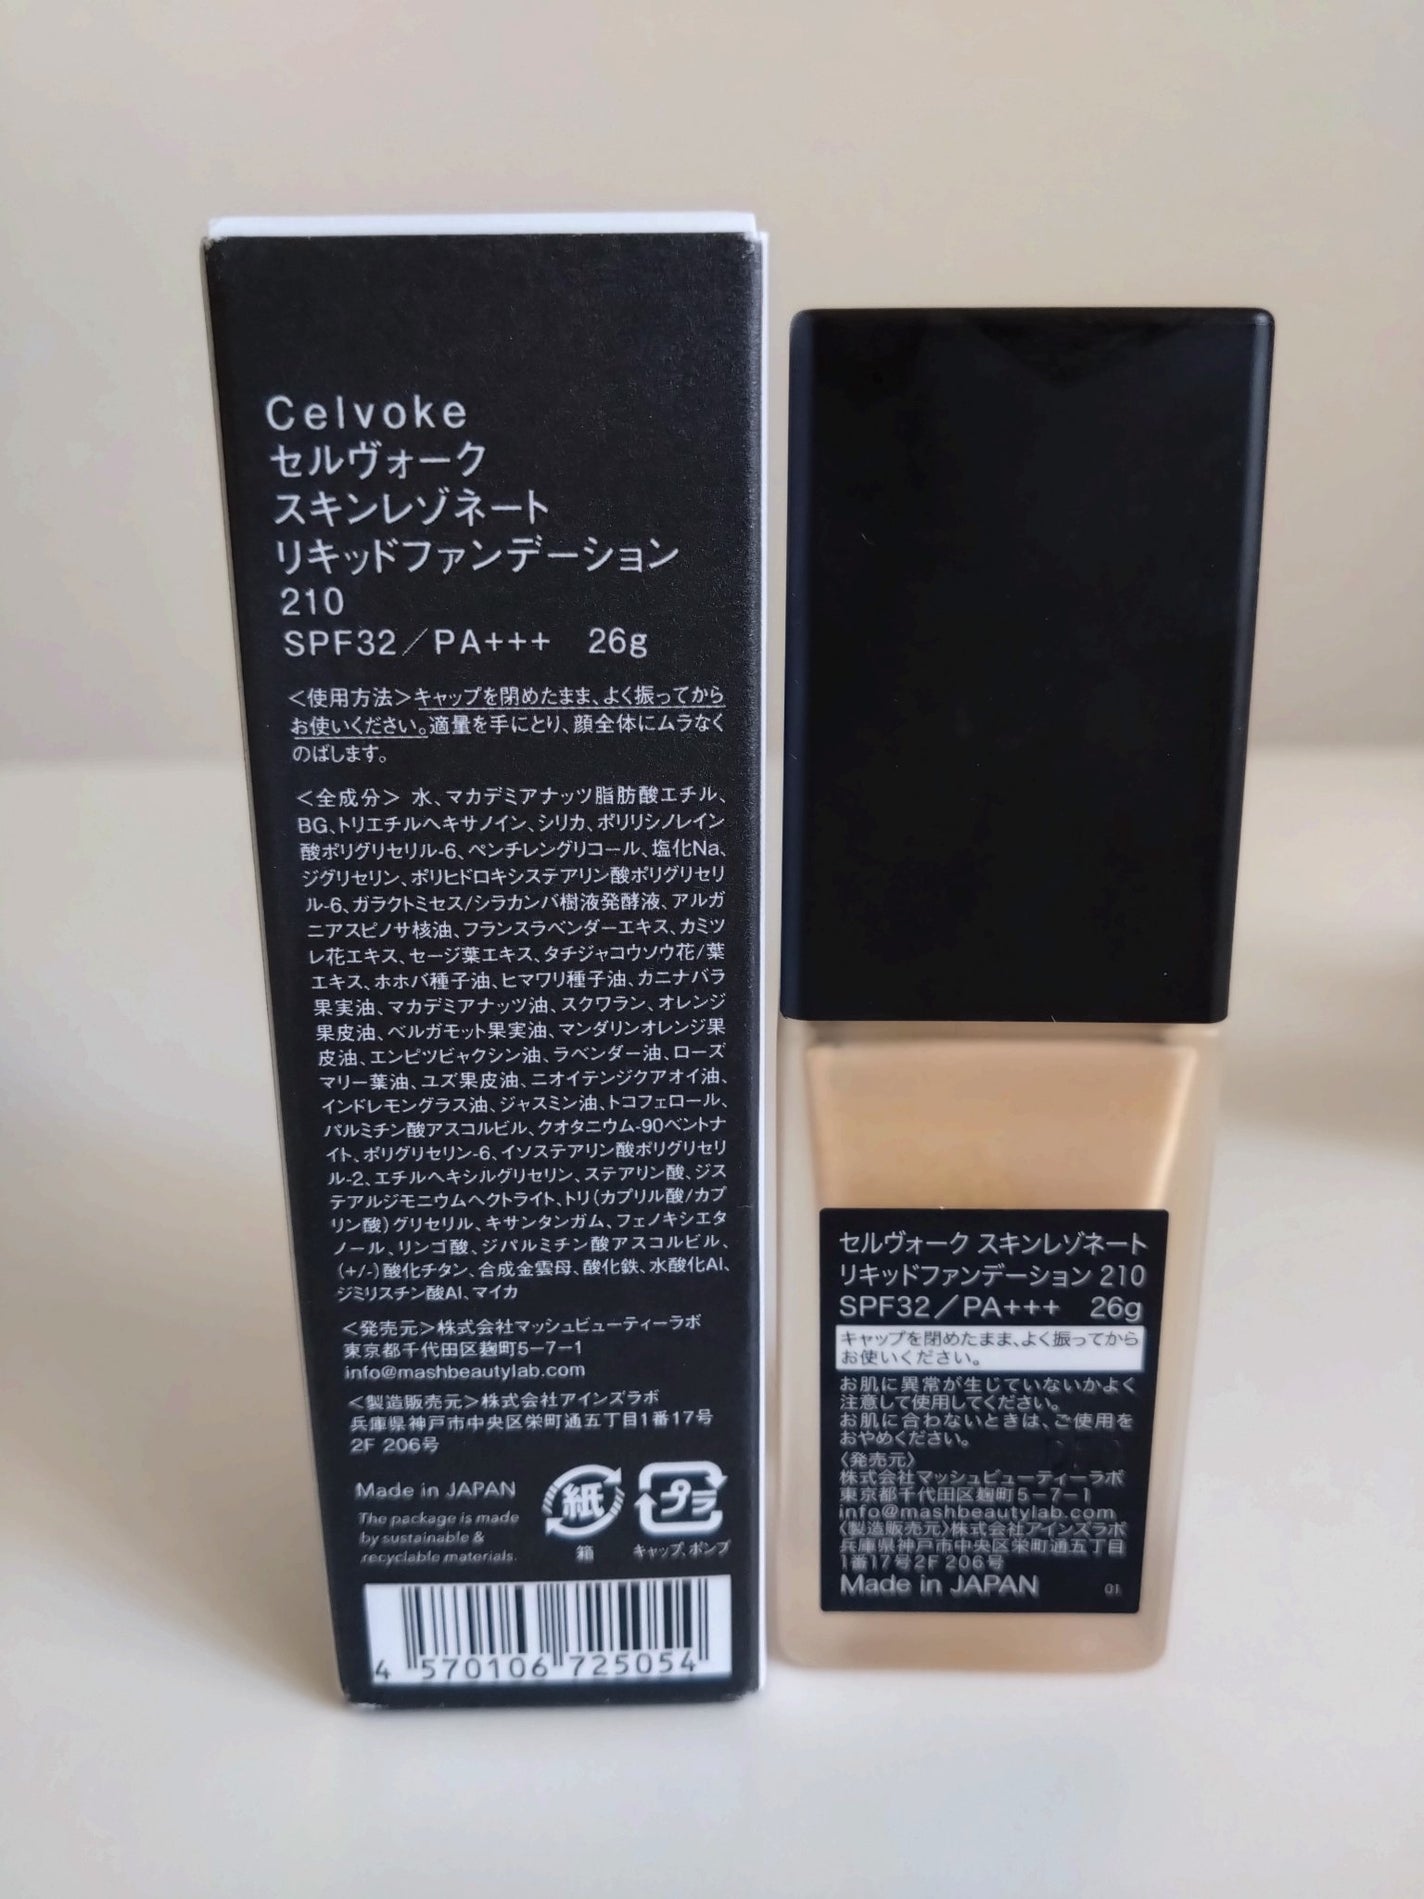 Celvoke
セルヴォーク
スキンレゾネート
リキッドファンデーション
210
SPF32／PA+++　26g
＜使用方法＞キャップを閉めたまま、よく振ってから
お使いください。適量を手にとり、顔全体にムラなく
のばします。
＜全成分＞ 水、マカデミアナッツ脂肪酸エチル、
BG、トリエチルヘキサノイン、シリカ、ポリリシノレイン
酸ポリグリセリル-6、ペンチレングリコール、塩化Na、
ジグリセリン、ポリヒドロキシステアリン酸ポリグリセリ
ル-6、ガラクトミセス/シラカンバ樹液発酵液、アルガ
ニアスピノサ核油、フランスラベンダーエキス、カミツ
レ花エキス、セージ葉エキス、タチジャコウソウ花/葉
エキス、ホホバ種子油、ヒマワリ種子油、カニナバラ
果実油、マカデミアナッツ油、スクワラン、オレンジ
果皮油、ベルガモット果実油、マンダリンオレンジ果
皮油、エンピツビャクシン油、ラベンダー油、ローズ
マリー葉油、ユズ果皮油、ニオイテンジクアオイ油、
インドレモングラス油、ジャスミン油、トコフェロール、
パルミチン酸アスコルビル、クオタニウム-90ベントナ
イト、ポリグリセリン-6、イソステアリン酸ポリグリセリ
ル-2、エチルヘキシルグリセリン、ステアリン酸、ジス
テアルジモニウムヘクトライト、トリ（カプリル酸/カプ
リン酸）グリセリル、キサンタンガム、フェノキシエタ
ノール、リンゴ酸、ジパルミチン酸アスコルビル、
（+/-）酸化チタン、合成金雲母、酸化鉄、水酸化Al、
ジミリスチン酸Al、マイカ
＜発売元＞株式会社マッシュビューティーラボ
東京都千代田区麹町5-7-1
info@mashbeautylab.com
＜製造販売元＞株式会社アインズラボ
兵庫県神戸市中央区栄町通五丁目1番17号
2F 206号
Made in JAPAN
The package is made
by sustainable &
recyclable materials.
紙
箱
プラ
キャップ、ポンプ
4 570106 725054
セルヴォーク スキンレゾネート
リキッドファンデーション 210
SPF32／PA+++　26g
キャップを閉めたまま、よく振ってから
お使いください。
お肌に異常が生じていないかよく
注意して使用してください。
お肌に合わないときは、ご使用を
おやめください。
〈発売元〉
株式会社マッシュビューティーラボ
東京都千代田区麹町5-7-1
info@mashbeautylab.com
〈製造販売元〉株式会社アインズラボ
兵庫県神戸市中央区栄町通五丁目
1番17号2F 206号
Made in JAPAN
01